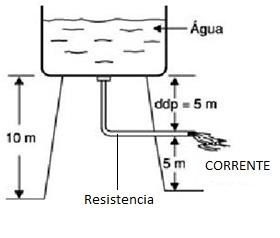 Água
ddp = 5 m
10 m
5 m
CORRENTE
Resistencia